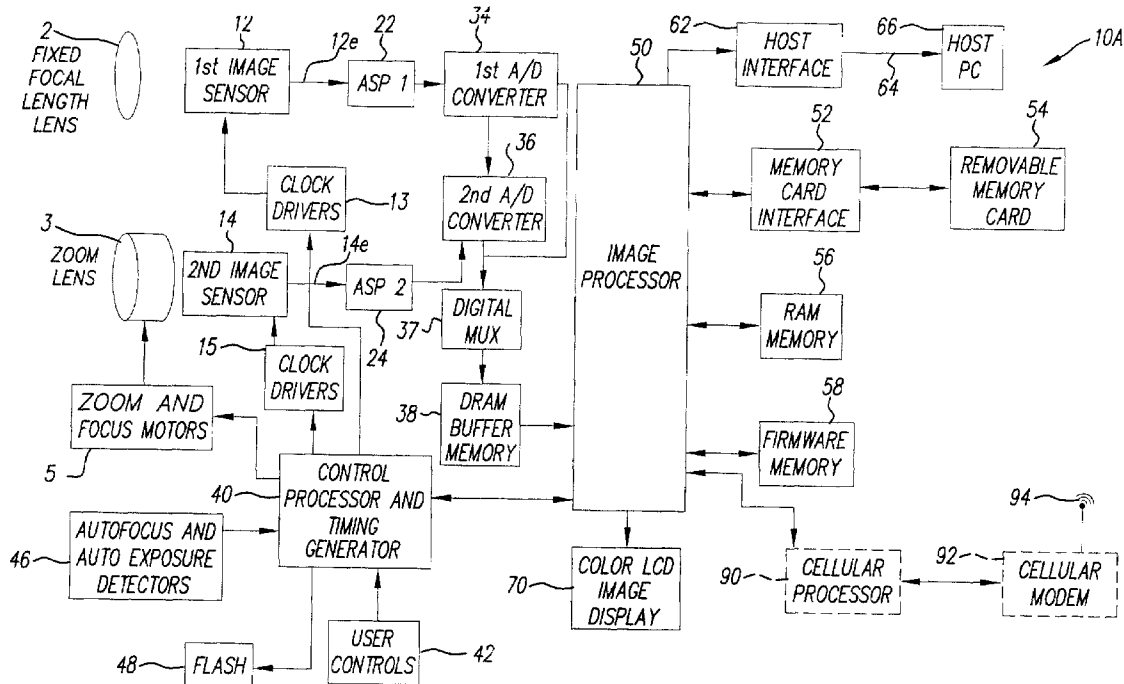 2
FIXED
FOCAL
LENGTH
LENS
12
1st IMAGE
SENSOR
12e
22
ASP 1
34
1st A/D
CONVERTER
50
IMAGE
PROCESSOR
62
HOST
INTERFACE
64
66
HOST
PC
10A
36
2nd A/D
CONVERTER
CLOCK
DRIVERS
13
52
MEMORY
CARD
INTERFACE
54
REMOVABLE
MEMORY
CARD
3
ZOOM
LENS
14
2ND IMAGE
SENSOR
14e
ASP 2
24
37
DIGITAL
MUX
56
RAM
MEMORY
15
CLOCK
DRIVERS
38
DRAM
BUFFER
MEMORY
58
FIRMWARE
MEMORY
ZOOM AND
FOCUS MOTORS
5
40
CONTROL
PROCESSOR AND
TIMING
GENERATOR
46
AUTOFOCUS AND
AUTO EXPOSURE
DETECTORS
70
COLOR LCD
IMAGE
DISPLAY
90
CELLULAR
PROCESSOR
92
CELLULAR
MODEM
94
48
FLASH
USER
CONTROLS
42